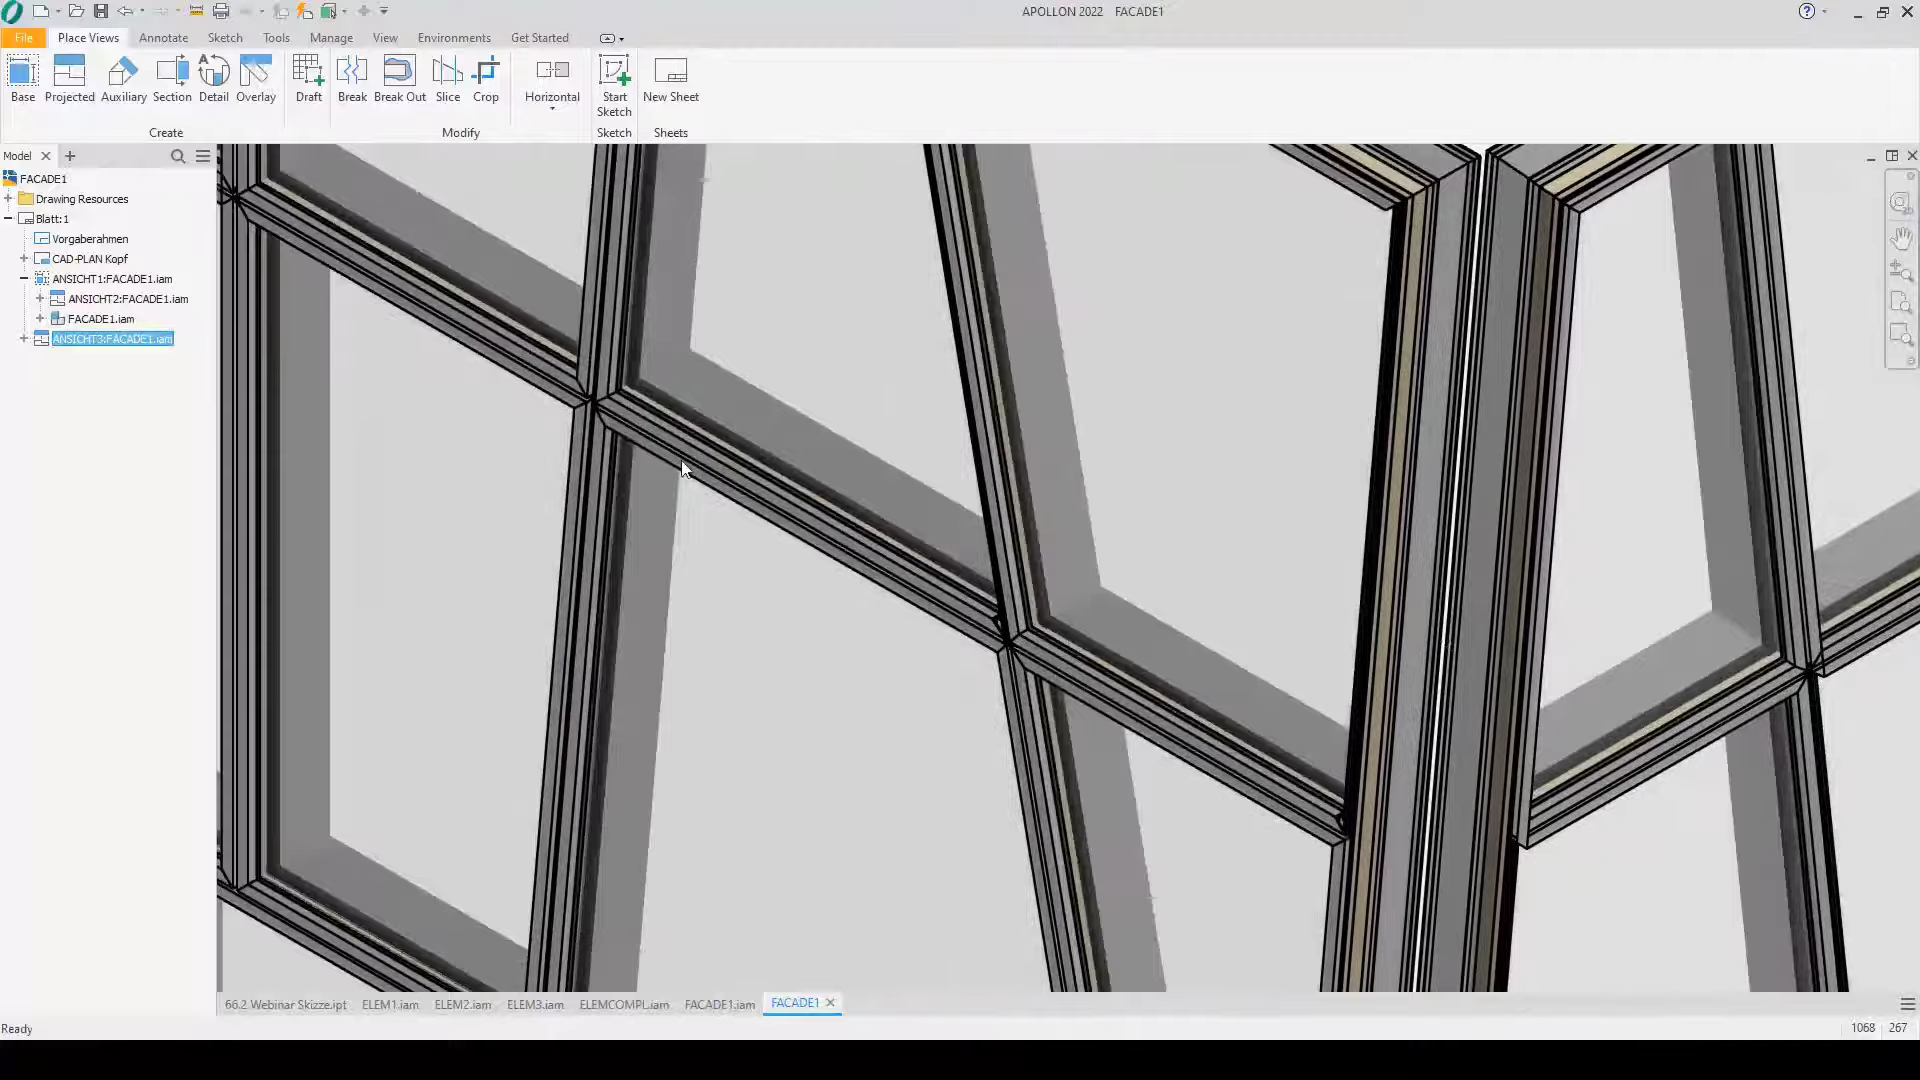 APOLLON 2022 FACADE1
File Place Views Annotate Sketch Tools Manage View Environments Get Started
Base Projected Auxiliary Section Detail Overlay Draft Break Break Out Slice Crop Horizontal Start Sketch New Sheet
Create Modify Sketch Sheets
Model
FACADE1
Drawing Resources
Blatt:1
Vorgaberahmen
CAD-PLAN Kopf
ANSICHT1:FACADE1.iam
ANSICHT2:FACADE1.iam
FACADE1.iam
ANSICHT3:FACADE1.iam
66.2.Webinar Skizze.ipt ELEM1.iam ELEM2.iam ELEM3.iam ELEMCOMPL.iam FACADE1.iam FACADE1
Ready 1068 267